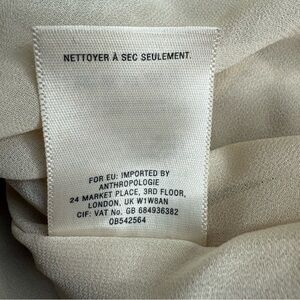 NETTOYER À SEC SEULEMENT.
FOR EU: IMPORTED BY
ANTHROPOLOGIE
24 MARKET PLACE, 3RD FLOOR,
LONDON, UK W1W8AN
CIF: VAT No. GB 684936382
OB542564